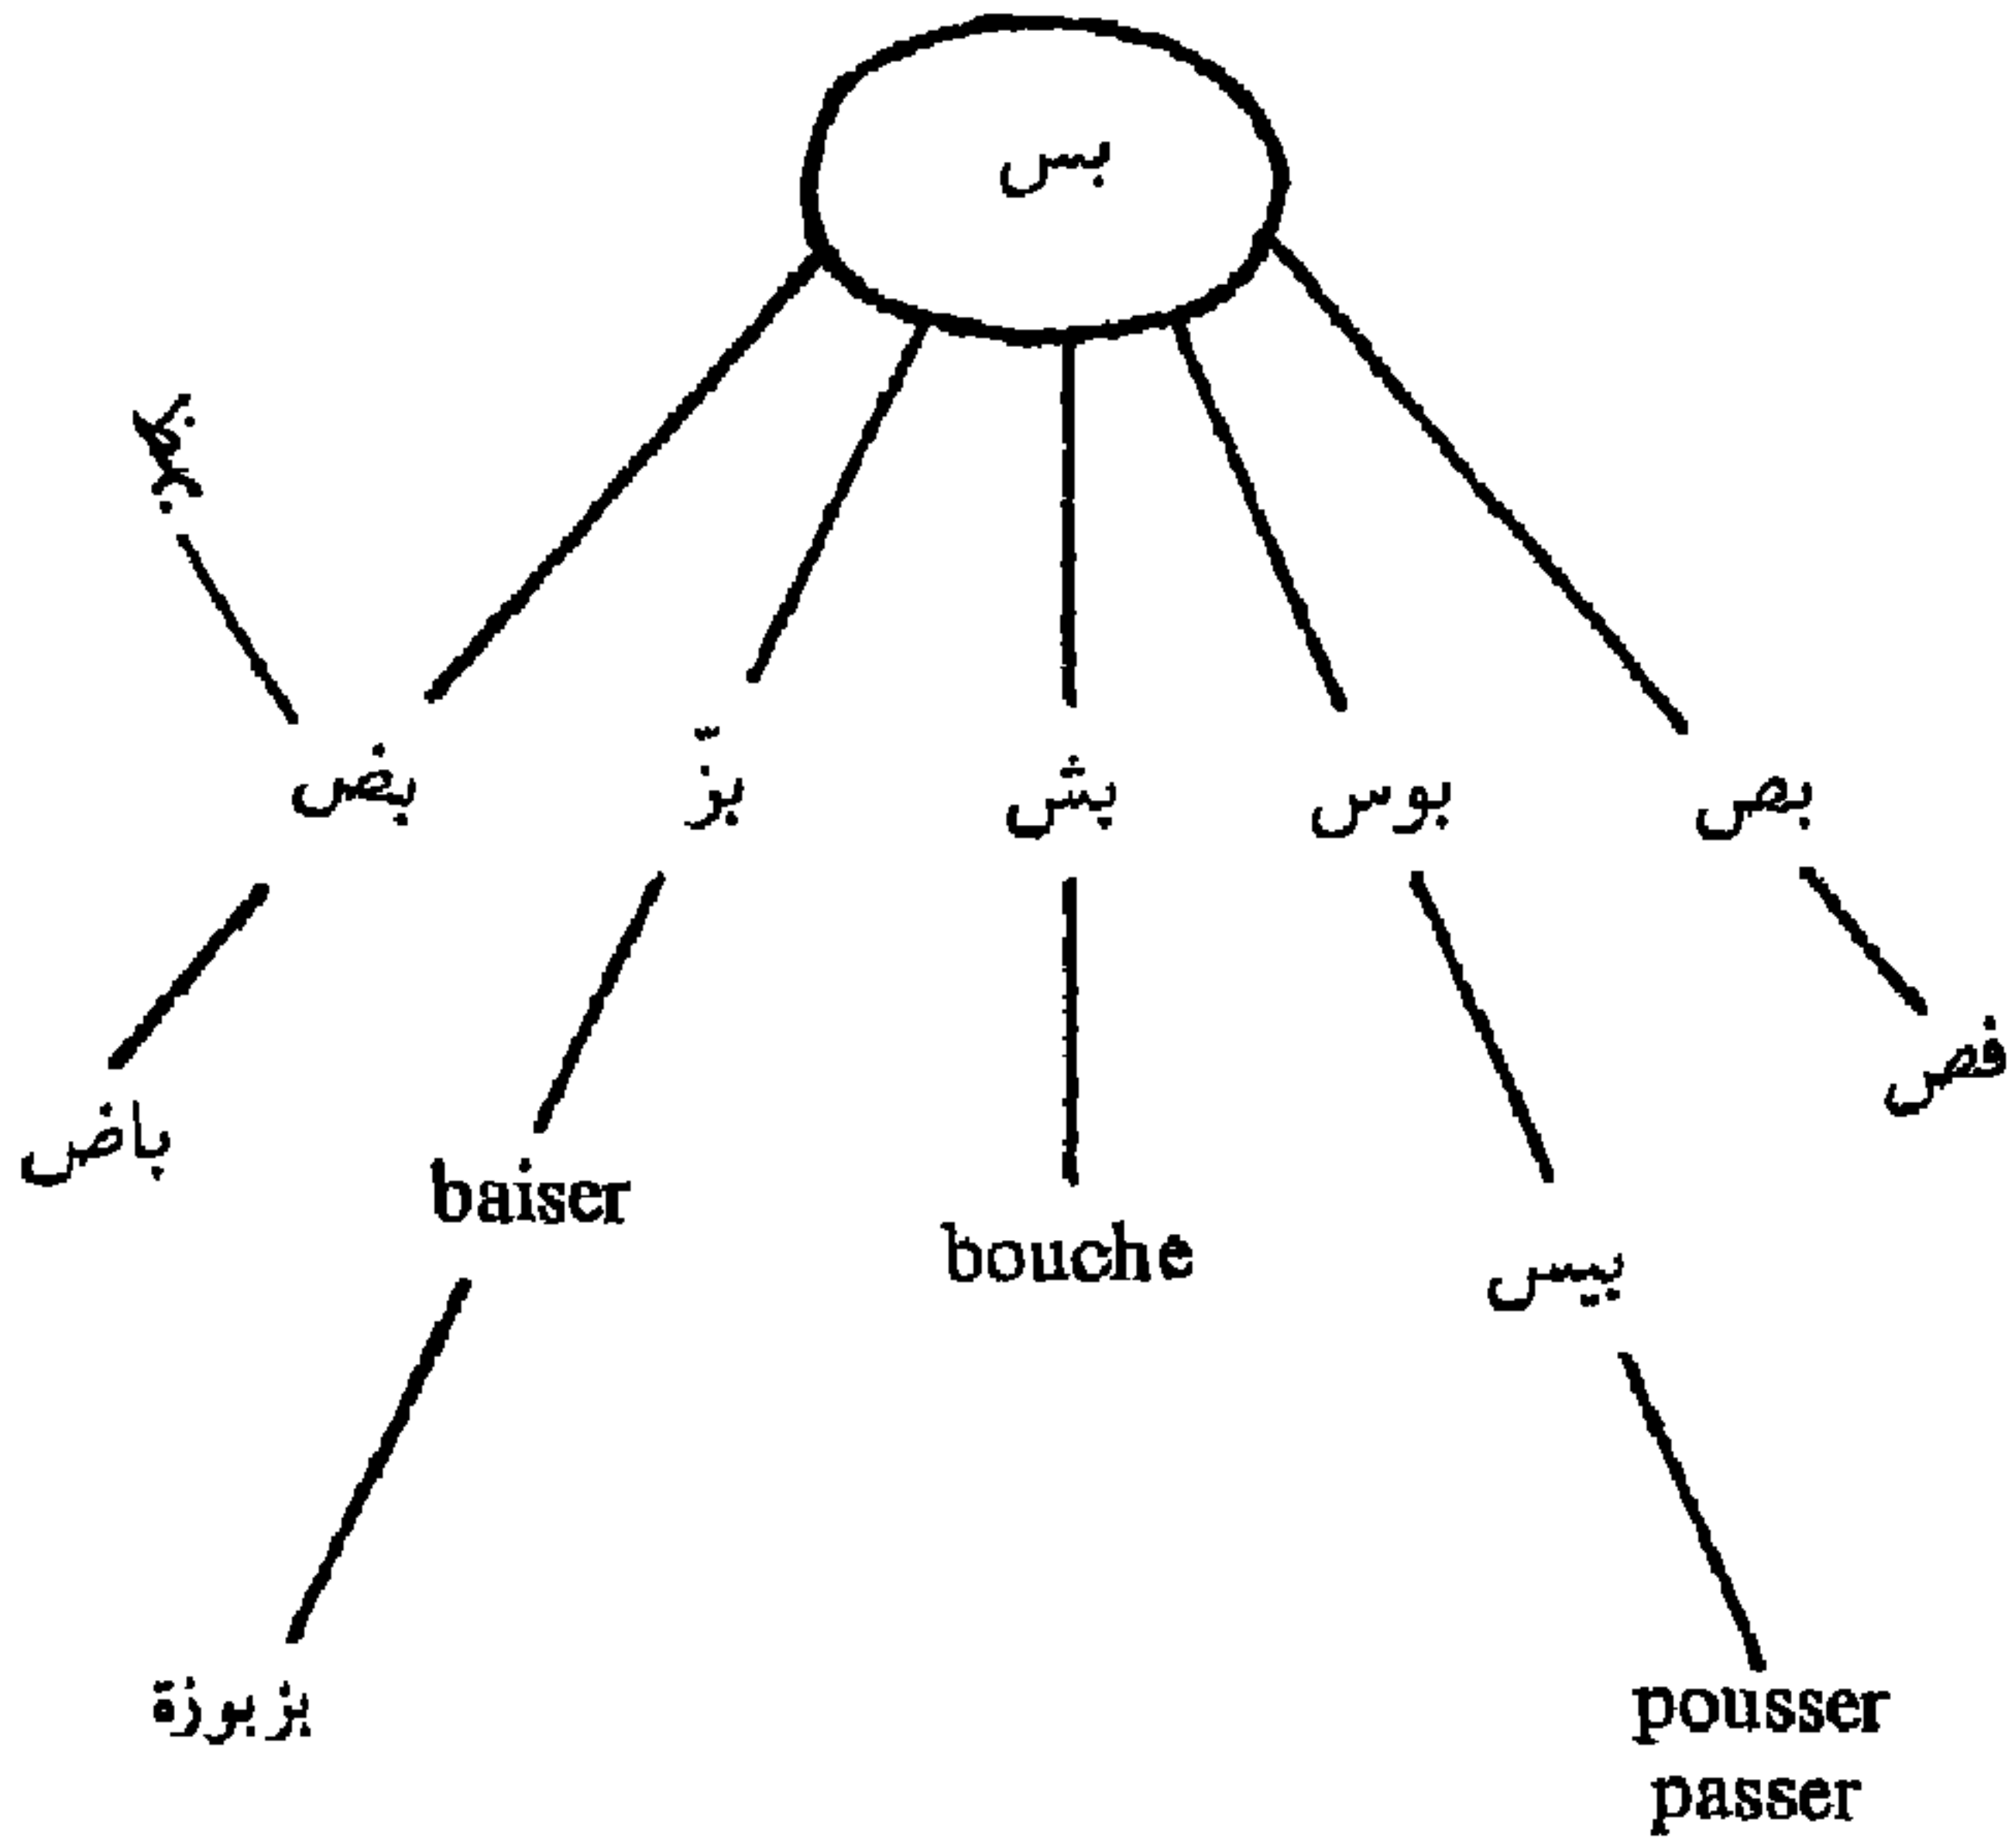 بس
بض
بزّ
بش
بوس
بص
باض
baiser
bouche
بيس
فص
بزبوزة
pousser
passer